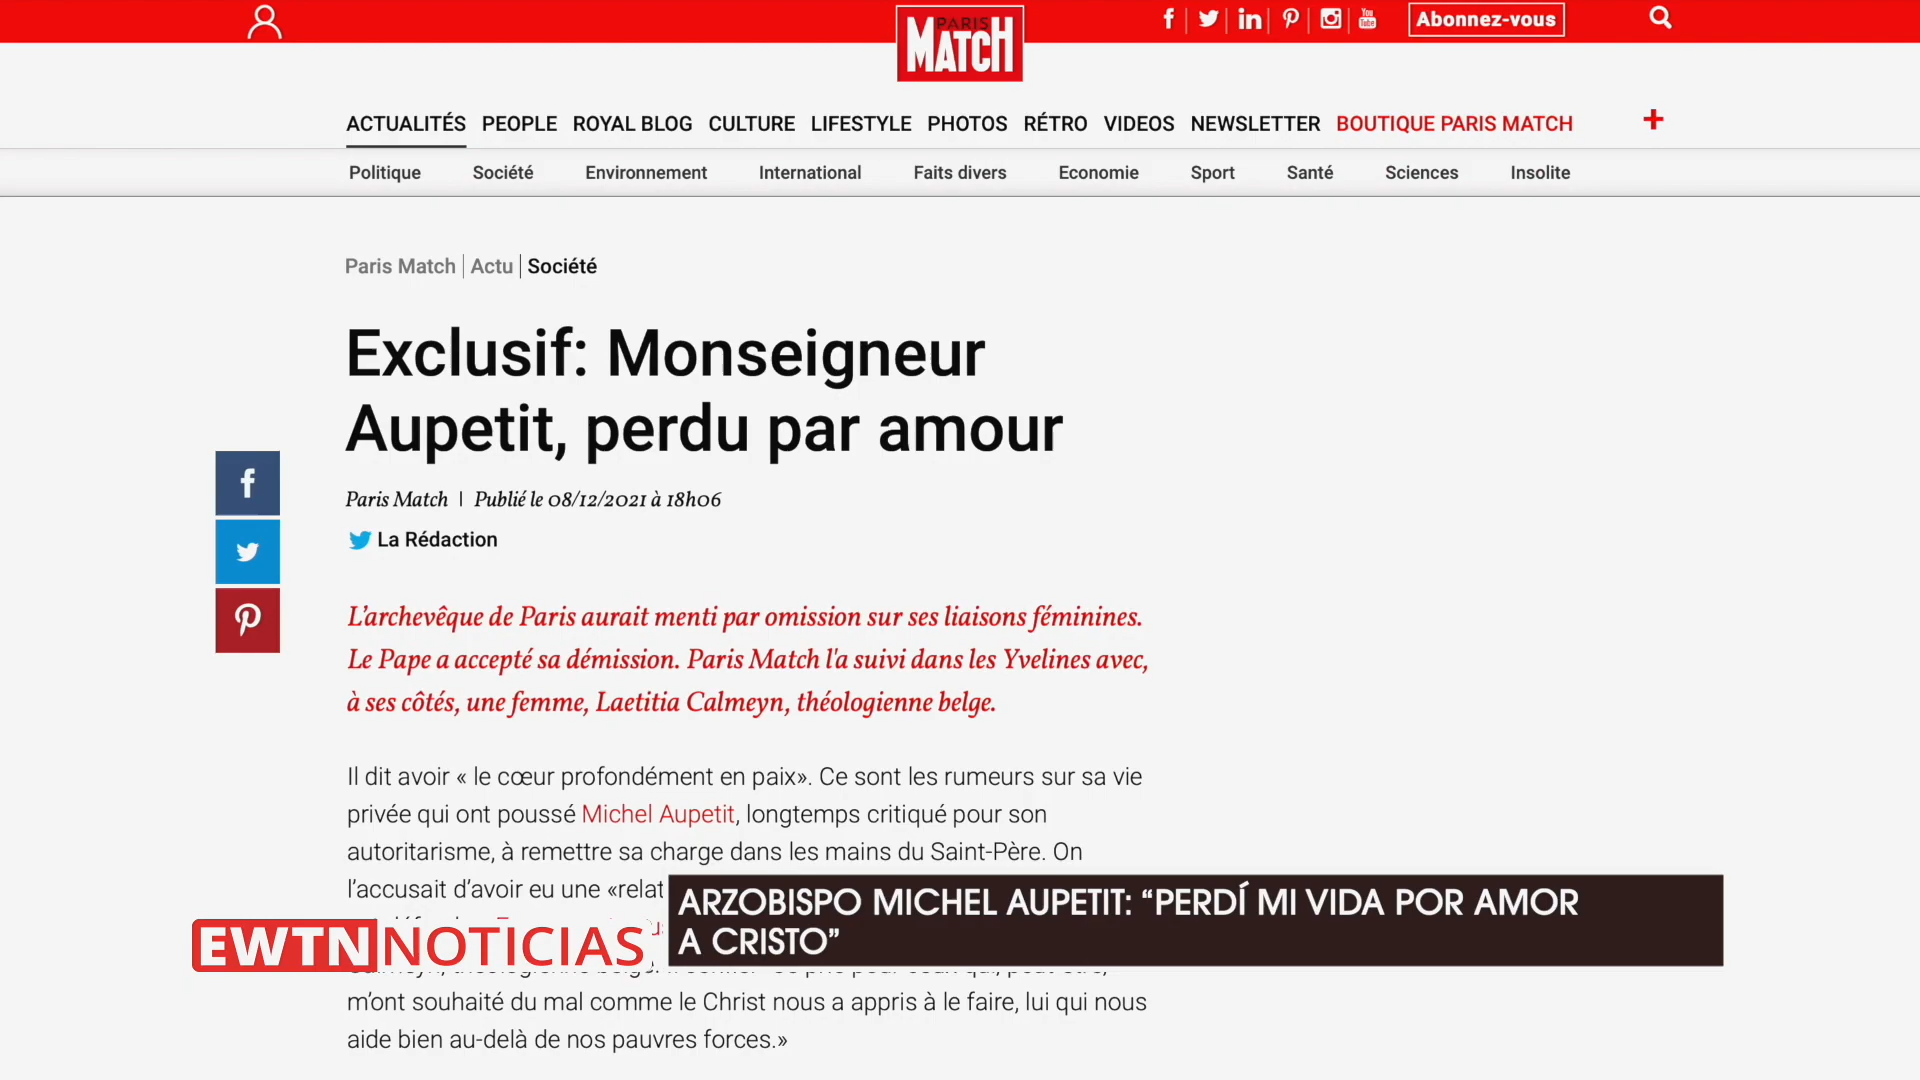 PARIS
MATCH
You
Tube
Abonnez-vous
ACTUALITÉS PEOPLE ROYAL BLOG CULTURE LIFESTYLE PHOTOS RÉTRO VIDEOS NEWSLETTER BOUTIQUE PARIS MATCH +
Politique Société Environnement International Faits divers Economie Sport Santé Sciences Insolite
Paris Match | Actu | Société
Exclusif: Monseigneur
Aupetit, perdu par amour
Paris Match | Publié le 08/12/2021 à 18h06
La Rédaction
L'archevêque de Paris aurait menti par omission sur ses liaisons féminines.
Le Pape a accepté sa démission. Paris Match l'a suivi dans les Yvelines avec,
à ses côtés, une femme, Laetitia Calmeyn, théologienne belge.
Il dit avoir « le cœur profondément en paix». Ce sont les rumeurs sur sa vie
privée qui ont poussé Michel Aupetit, longtemps critiqué pour son
autoritarisme, à remettre sa charge dans les mains du Saint-Père. On
l’accusait d’avoir eu une «relat
ARZOBISPO MICHEL AUPETIT: “PERDÍ MI VIDA POR AMOR
A CRISTO”
EWTN NOTICIAS
m’ont souhaité du mal comme le Christ nous a appris à le faire, lui qui nous
aide bien au-delà de nos pauvres forces.»